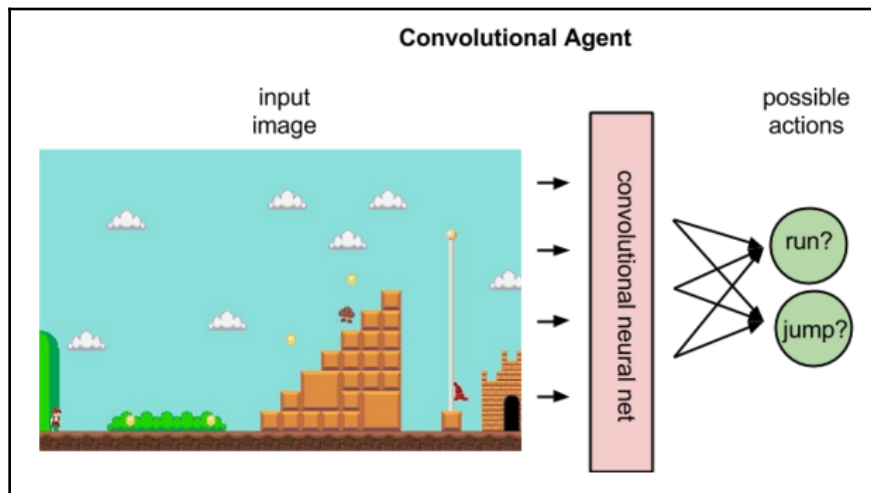 Convolutional Agent
input
image
possible
actions
convolutional neural net
run?
jump?